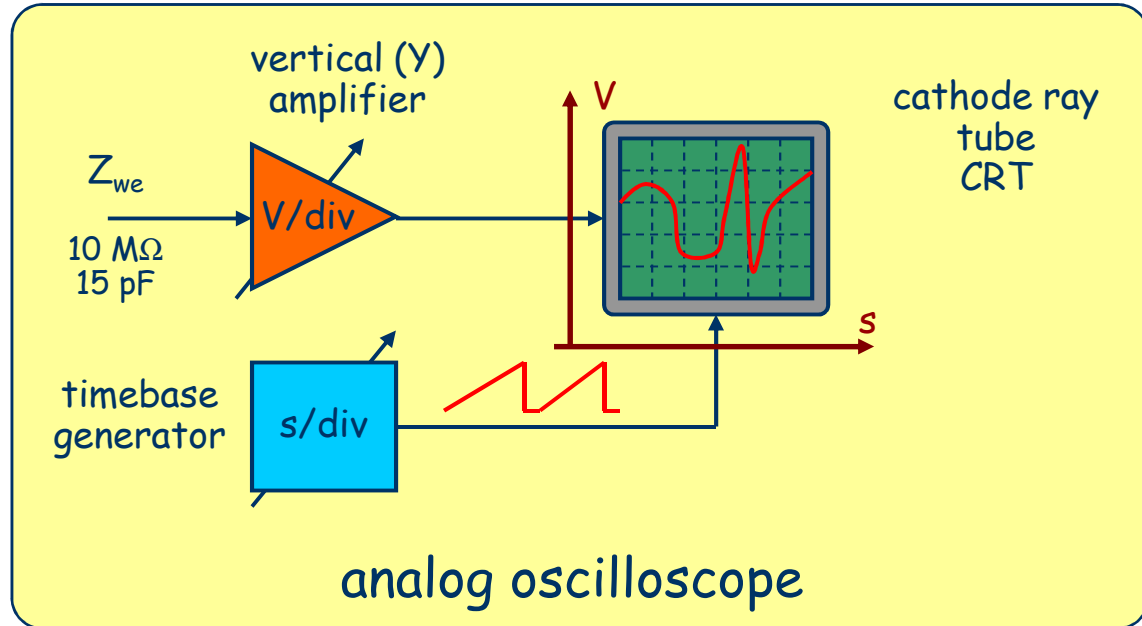 vertical (Y)
amplifier
V
cathode ray
tube
CRT
Zwe
V/div
10 MΩ
15 pF
s
timebase
generator
s/div
analog oscilloscope